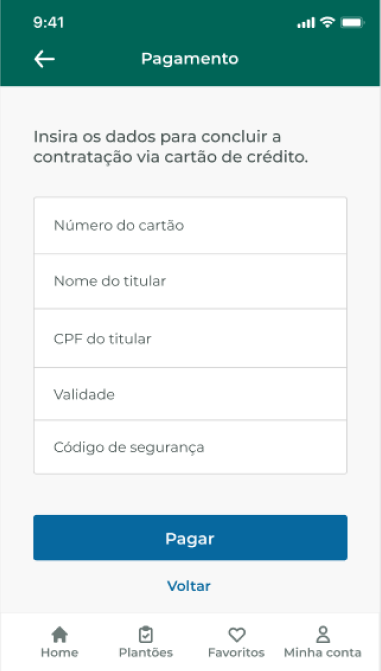 9:41
Pagamento
Insira os dados para concluir a
contratação via cartão de crédito.
Número do cartão
Nome do titular
CPF do titular
Validade
Código de segurança
Pagar
Voltar
Home Plantões Favoritos Minha conta